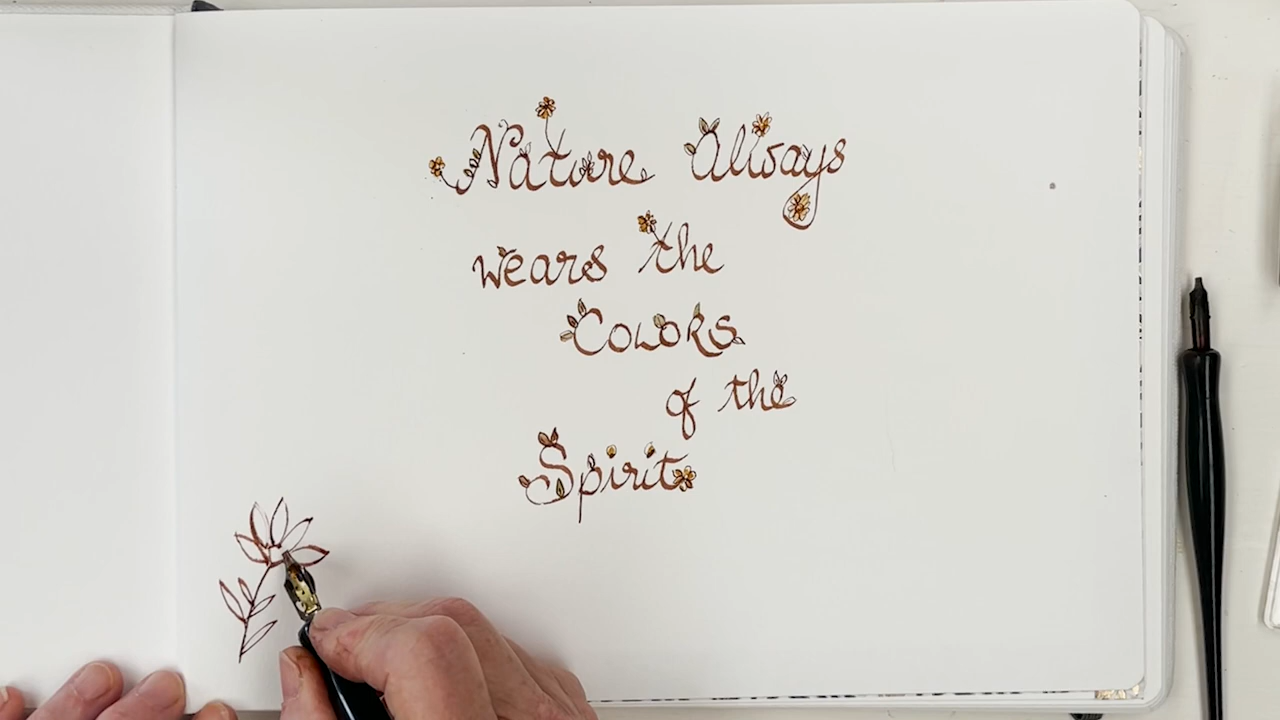 Nature Always
wears the
Colors
of the
Spirit